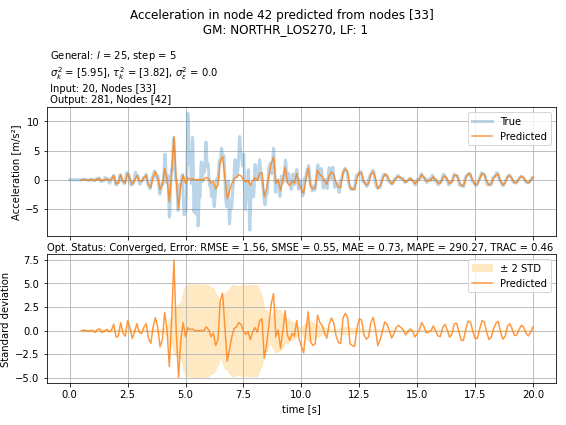 Acceleration in node 42 predicted from nodes [33]
GM: NORTHR_LOS270, LF: 1
General: l = 25, step = 5
σ²ₖ = [5.95], τ²ₖ = [3.82], σ²ε = 0.0
Input: 20, Nodes [33]
Output: 281, Nodes [42]
True
Predicted
Acceleration [m/s²]
10
5
0
−5
Opt. Status: Converged, Error: RMSE = 1.56, SMSE = 0.55, MAE = 0.73, MAPE = 290.27, TRAC = 0.46
± 2 STD
Predicted
Standard deviation
7.5
5.0
2.5
0.0
−2.5
−5.0
0.0 2.5 5.0 7.5 10.0 12.5 15.0 17.5 20.0
time [s]